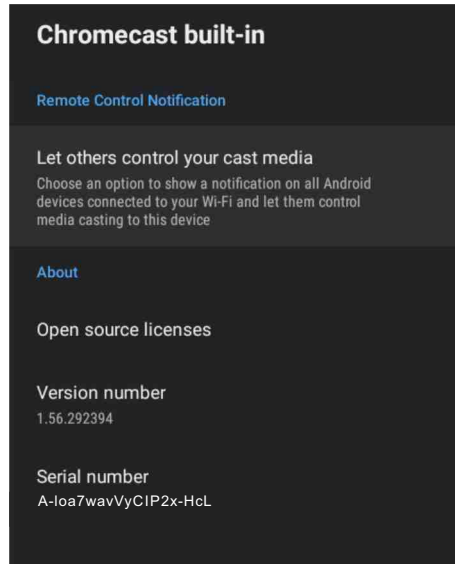 Chromecast built-in
Remote Control Notification
Let others control your cast media
Choose an option to show a notification on all Android
devices connected to your Wi-Fi and let them control
media casting to this device
About
Open source licenses
Version number
1.56.292394
Serial number
A-Ioa7wavVyCIP2x-HcL